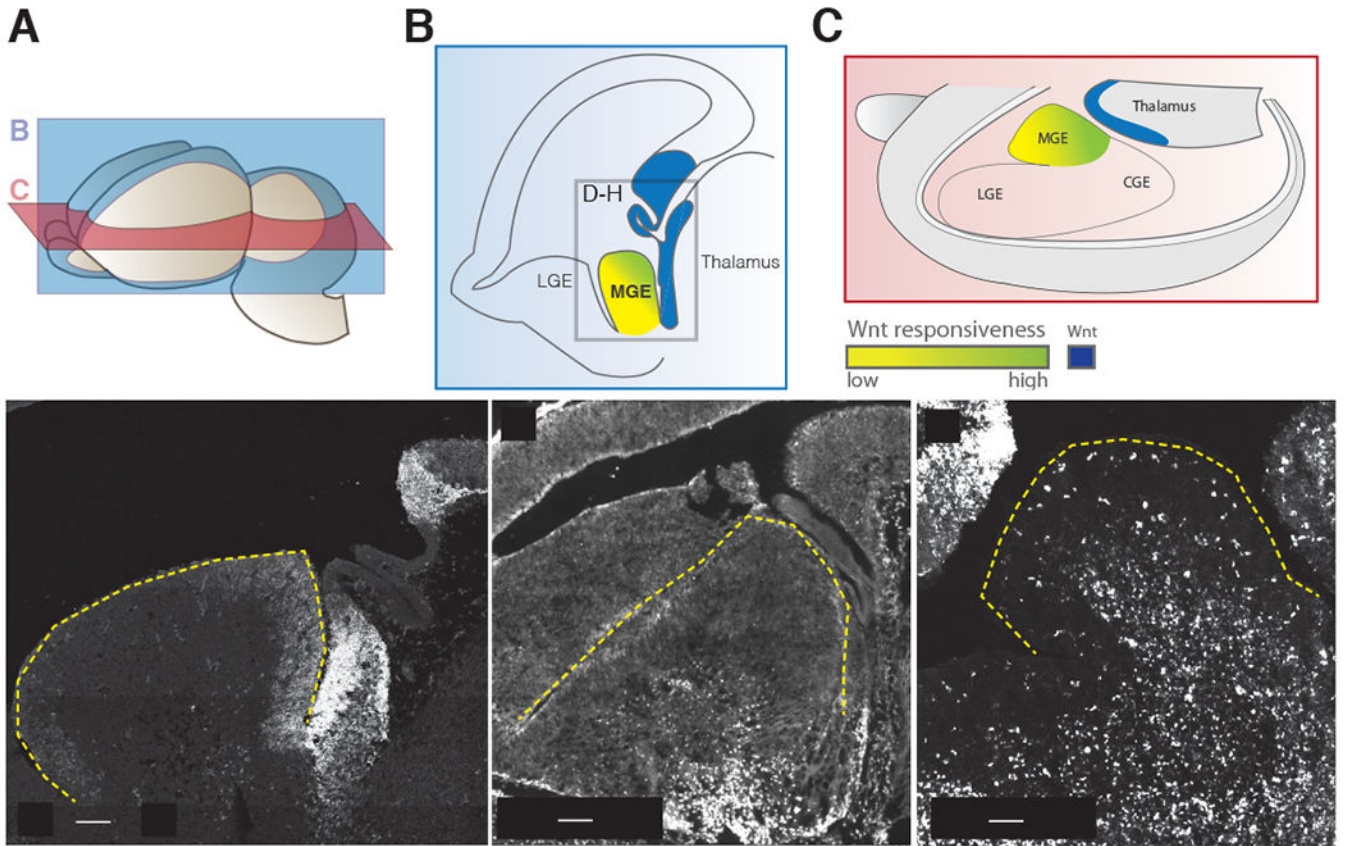 A
B
C
B
C
D-H
LGE
MGE
Thalamus
Thalamus
MGE
LGE
CGE
Wnt responsiveness
Wnt
low
high